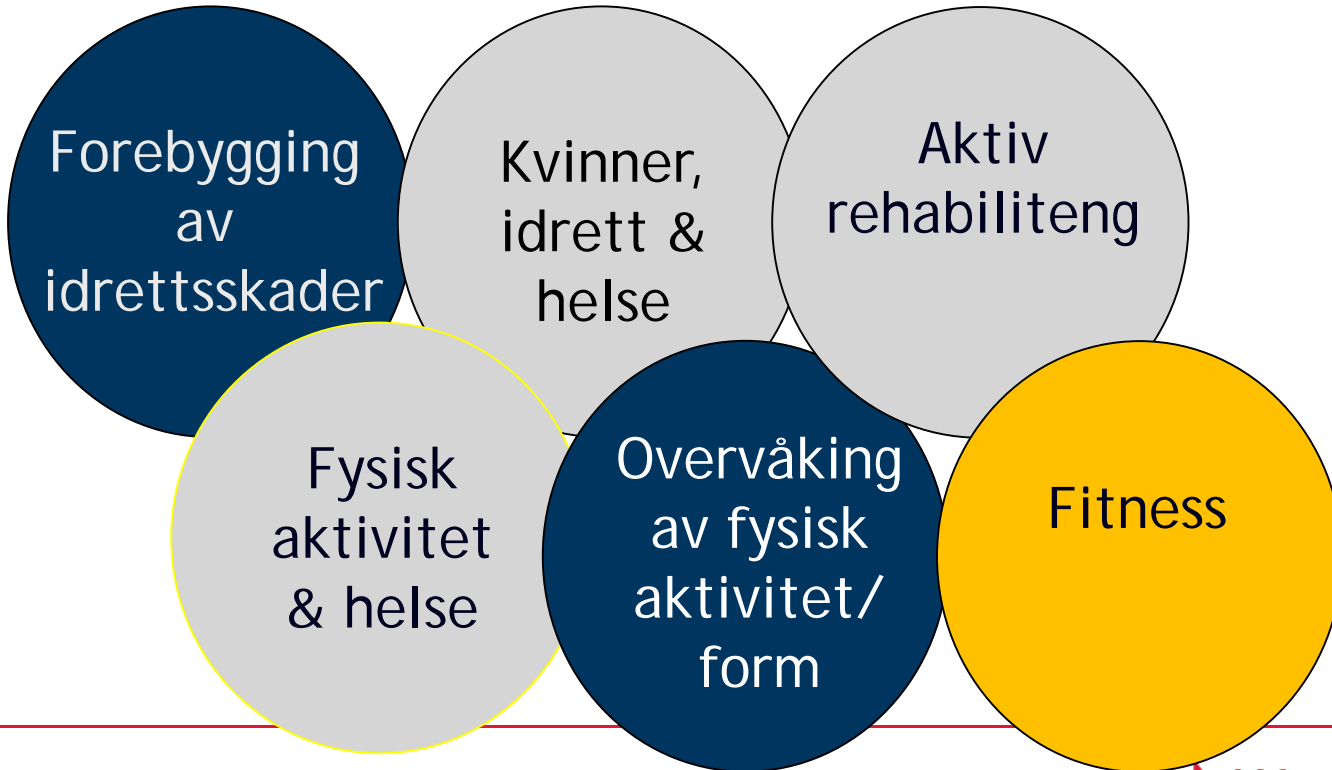 Forebygging
av
idrettsskader
Kvinner,
idrett &
helse
Aktiv
rehabiliteng
Fysisk
aktivitet
& helse
Overvåking
av fysisk
aktivitet/
form
Fitness